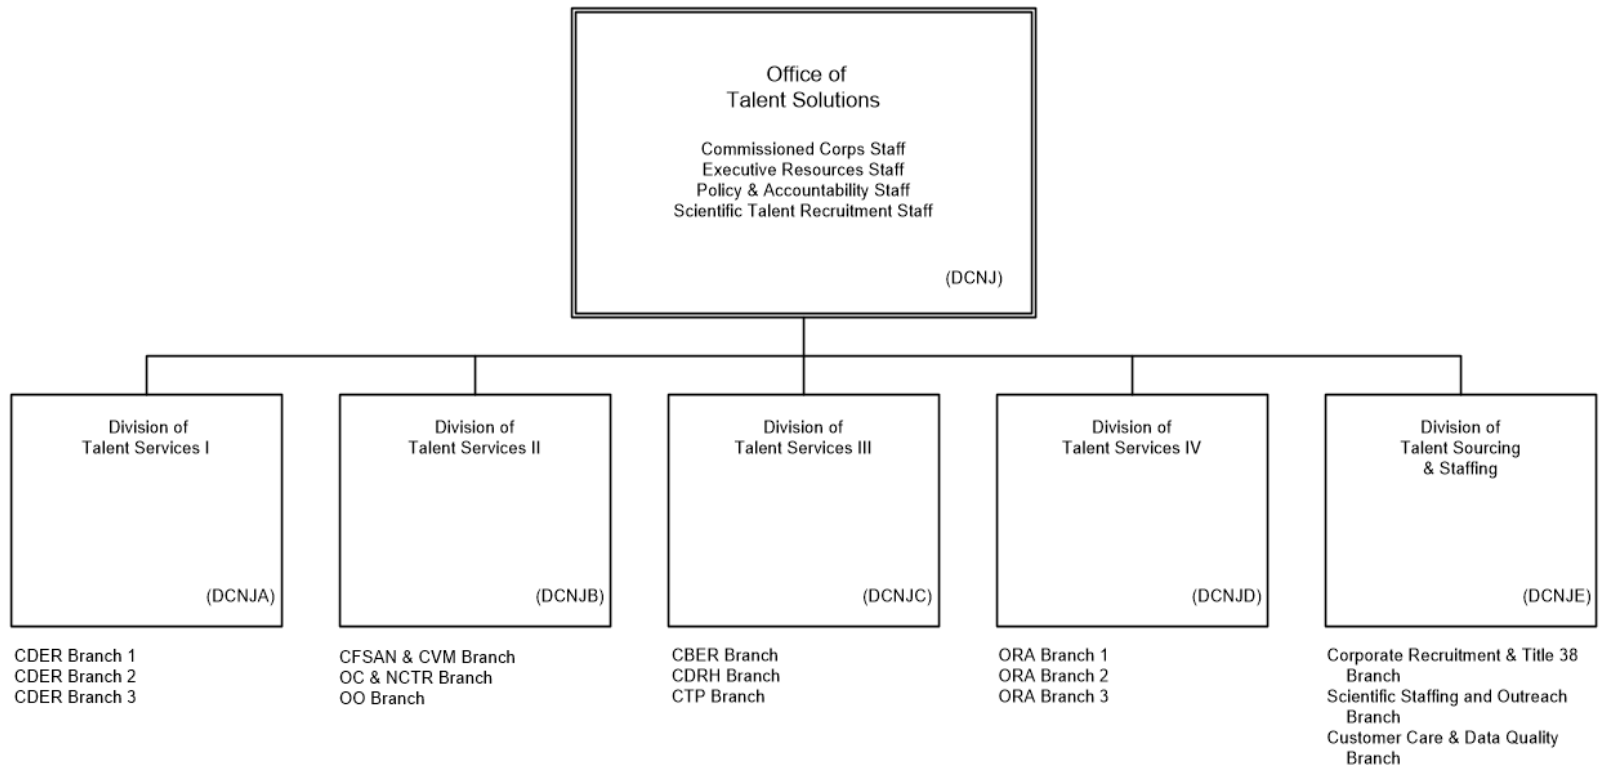 Office of
Talent Solutions
Commissioned Corps Staff
Executive Resources Staff
Policy & Accountability Staff
Scientific Talent Recruitment Staff
(DCNJ)
Division of
Talent Services I
(DCNJA)
CDER Branch 1
CDER Branch 2
CDER Branch 3
Division of
Talent Services II
(DCNJB)
CFSAN & CVM Branch
OC & NCTR Branch
OO Branch
Division of
Talent Services III
(DCNJC)
CBER Branch
CDRH Branch
CTP Branch
Division of
Talent Services IV
(DCNJD)
ORA Branch 1
ORA Branch 2
ORA Branch 3
Division of
Talent Sourcing
& Staffing
(DCNJE)
Corporate Recruitment & Title 38
Branch
Scientific Staffing and Outreach
Branch
Customer Care & Data Quality
Branch